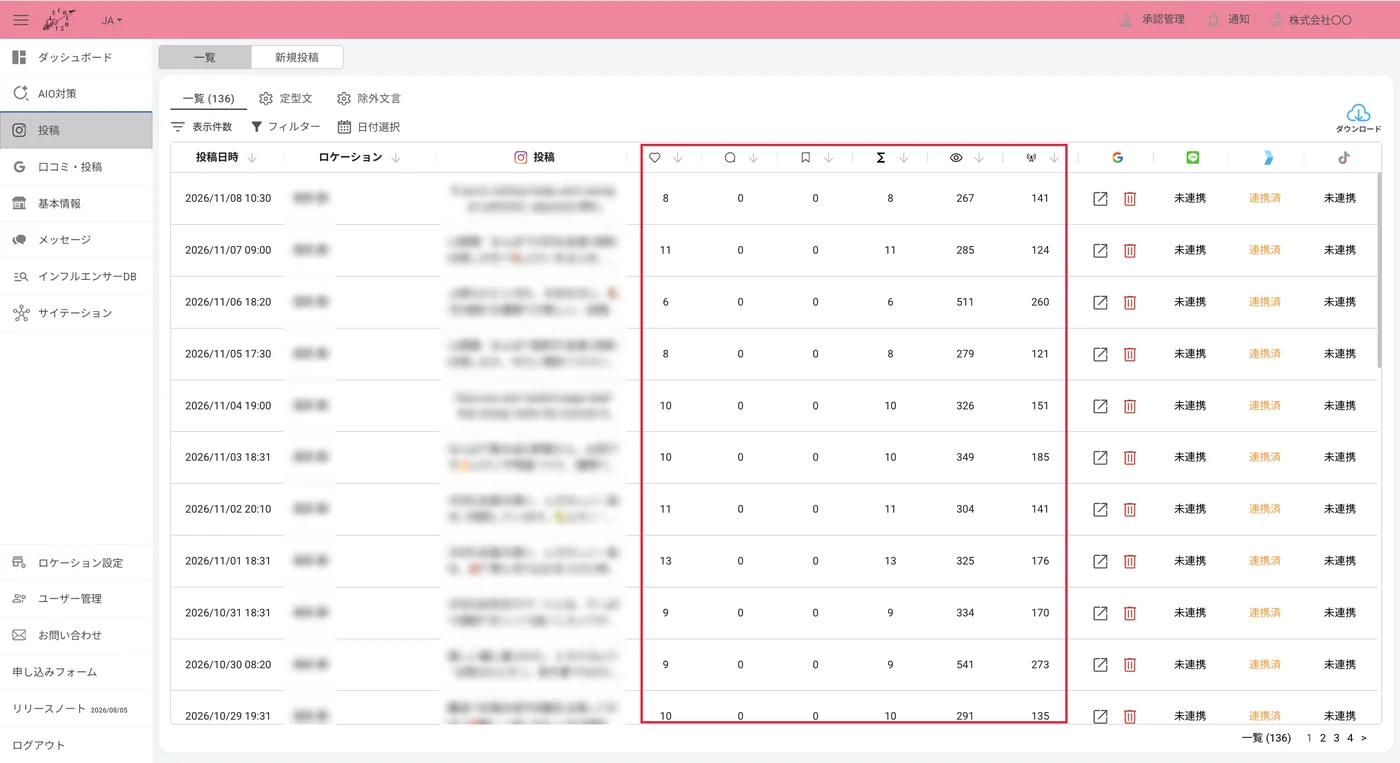 JA
承認管理 通知 株式会社〇〇
ダッシュボード
AIO対策
投稿
口コミ・投稿
基本情報
メッセージ
インフルエンサーDB
サイテーション
ロケーション設定
ユーザー管理
お問い合わせ
申し込みフォーム
リリースノート 2026/08/05
ログアウト
一覧 新規投稿
一覧 (136) 定型文 除外文言
表示件数 フィルター 日付選択
ダウンロード
投稿日時 ロケーション 投稿 Σ
2026/11/08 10:30 8 0 0 8 267 141 未連携 連携済 未連携
2026/11/07 09:00 11 0 0 11 285 124 未連携 連携済 未連携
2026/11/06 18:20 6 0 0 6 511 260 未連携 連携済 未連携
2026/11/05 17:30 8 0 0 8 279 121 未連携 連携済 未連携
2026/11/04 19:00 10 0 0 10 326 151 未連携 連携済 未連携
2026/11/03 18:31 10 0 0 10 349 185 未連携 連携済 未連携
2026/11/02 20:10 11 0 0 11 304 141 未連携 連携済 未連携
2026/11/01 18:31 13 0 0 13 325 176 未連携 連携済 未連携
2026/10/31 18:31 9 0 0 9 334 170 未連携 連携済 未連携
2026/10/30 08:20 9 0 0 9 541 273 未連携 連携済 未連携
2026/10/29 19:31 10 0 0 10 291 135 未連携 連携済 未連携
一覧 (136) 1 2 3 4 >